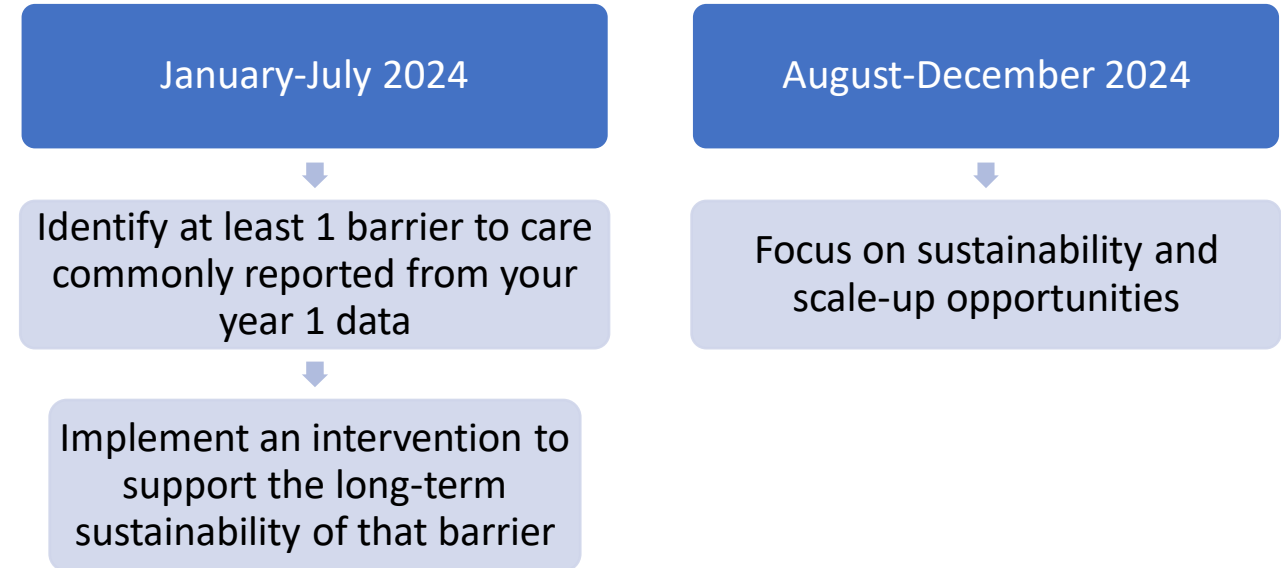 January-July 2024
Identify at least 1 barrier to care
commonly reported from your
year 1 data
Implement an intervention to
support the long-term
sustainability of that barrier
August-December 2024
Focus on sustainability and
scale-up opportunities